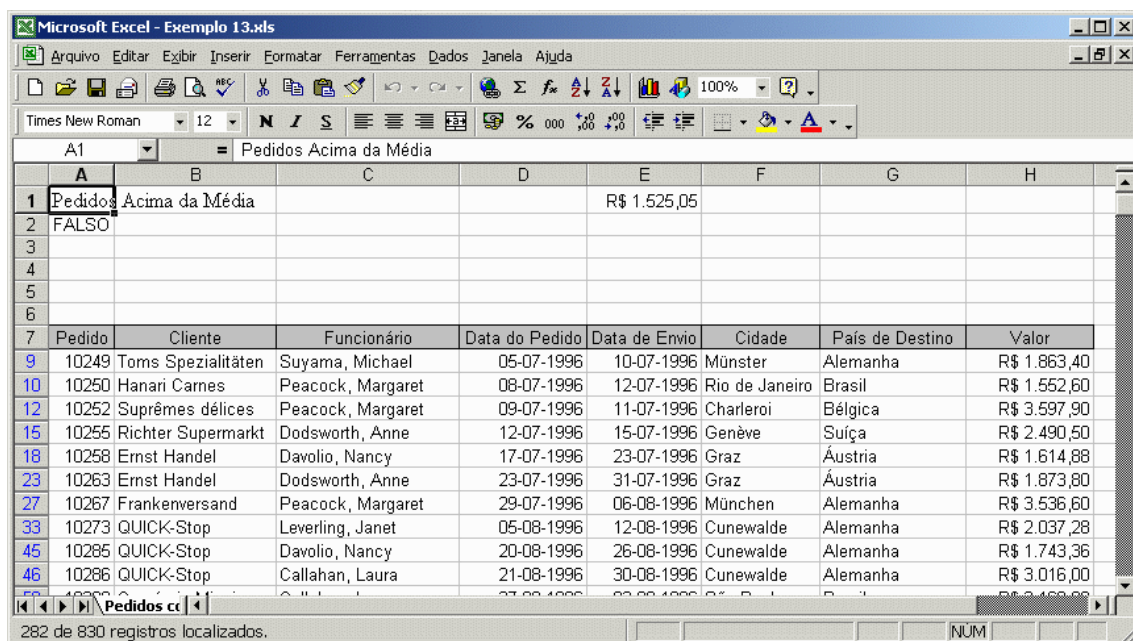 Microsoft Excel - Exemplo 13.xls
Arquivo Editar Exibir Inserir Formatar Ferramentas Dados Janela Ajuda
100%
Times New Roman 12 N I S % 000
A1 = Pedidos Acima da Média
A B C D E F G H
1 Pedidos Acima da Média R$ 1.525,05
2 FALSO
3
4
5
6
7 Pedido Cliente Funcionário Data do Pedido Data de Envio Cidade País de Destino Valor
9 10249 Toms Spezialitäten Suyama, Michael 05-07-1996 10-07-1996 Münster Alemanha R$ 1.863,40
10 10250 Hanari Carnes Peacock, Margaret 08-07-1996 12-07-1996 Rio de Janeiro Brasil R$ 1.552,60
12 10252 Suprêmes délices Peacock, Margaret 09-07-1996 11-07-1996 Charleroi Bélgica R$ 3.597,90
15 10255 Richter Supermarkt Dodsworth, Anne 12-07-1996 15-07-1996 Genève Suíça R$ 2.490,50
18 10258 Ernst Handel Davolio, Nancy 17-07-1996 23-07-1996 Graz Áustria R$ 1.614,88
23 10263 Ernst Handel Dodsworth, Anne 23-07-1996 31-07-1996 Graz Áustria R$ 1.873,80
27 10267 Frankenversand Peacock, Margaret 29-07-1996 06-08-1996 München Alemanha R$ 3.536,60
33 10273 QUICK-Stop Leverling, Janet 05-08-1996 12-08-1996 Cunewalde Alemanha R$ 2.037,28
45 10285 QUICK-Stop Davolio, Nancy 20-08-1996 26-08-1996 Cunewalde Alemanha R$ 1.743,36
46 10286 QUICK-Stop Callahan, Laura 21-08-1996 30-08-1996 Cunewalde Alemanha R$ 3.016,00
Pedidos co
282 de 830 registros localizados. NÚM